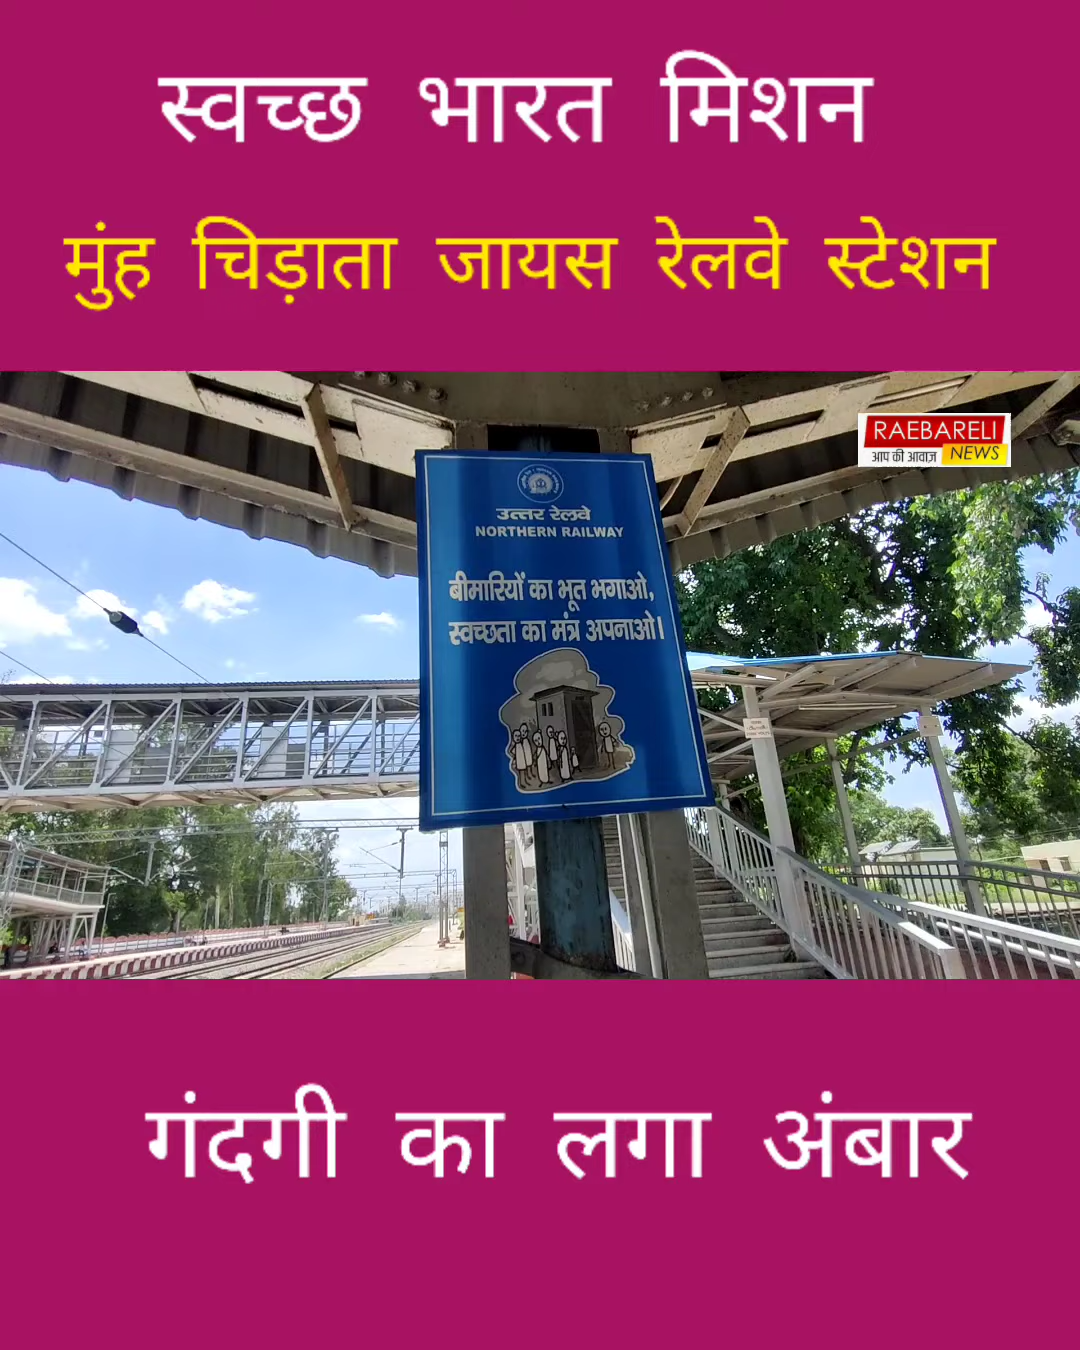 स्वच्छ भारत मिशन
मुंह चिड़ाता जायस रेलवे स्टेशन
RAEBARELI
आप की आवाज़ NEWS
उत्तर रेलवे
NORTHERN RAILWAY
बीमारियों का भूत भगाओ,
स्वच्छता का मंत्र अपनाओ।
गंदगी का लगा अंबार